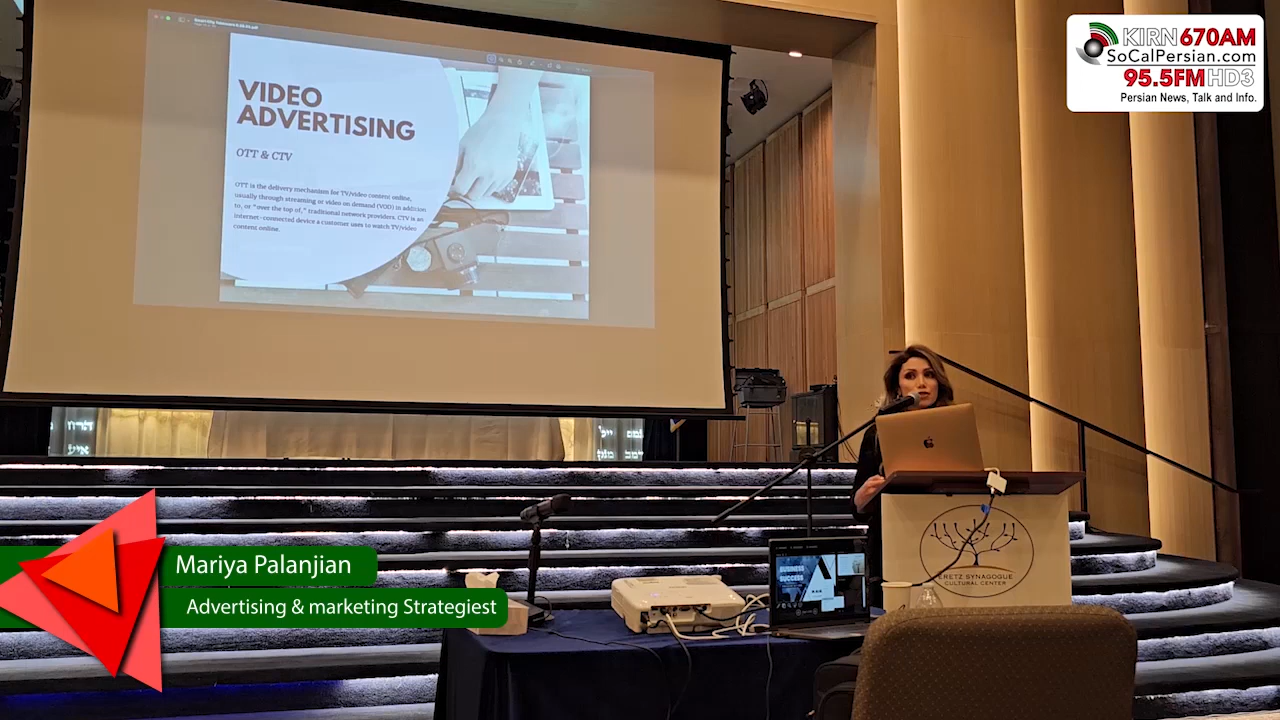 KIRN 670AM
SoCalPersian.com
95.5FM HD3
Persian News, Talk and Info.
VIDEO
ADVERTISING
OTT & CTV
OTT is the delivery mechanism for TV/video content online,
usually through streaming or video on demand (VOD) in addition
to, or "over the top of," traditional network providers. CTV is an
internet-connected device a customer uses to watch TV/video
content online.
ERETZ SYNAGOGUE
CULTURAL CENTER
BUSINESS
SUCCESS
Mariya Palanjian
Advertising & marketing Strategiest